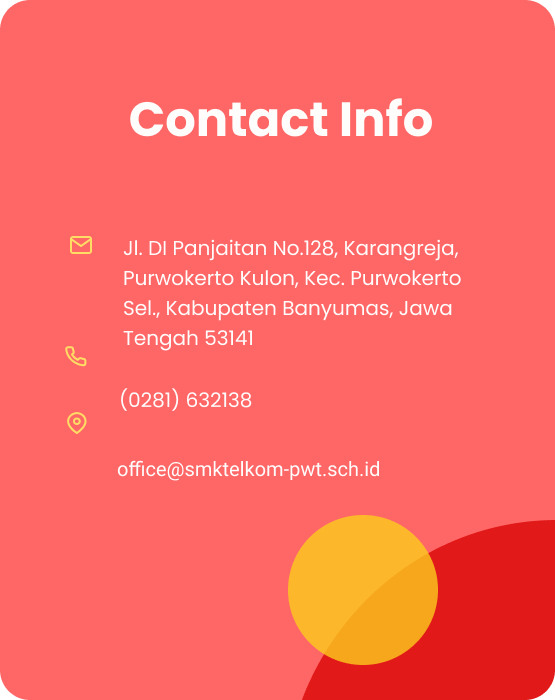 Contact Info
Jl. DI Panjaitan No.128, Karangreja,
Purwokerto Kulon, Kec. Purwokerto
Sel., Kabupaten Banyumas, Jawa
Tengah 53141
(0281) 632138
office@smktelkom-pwt.sch.id